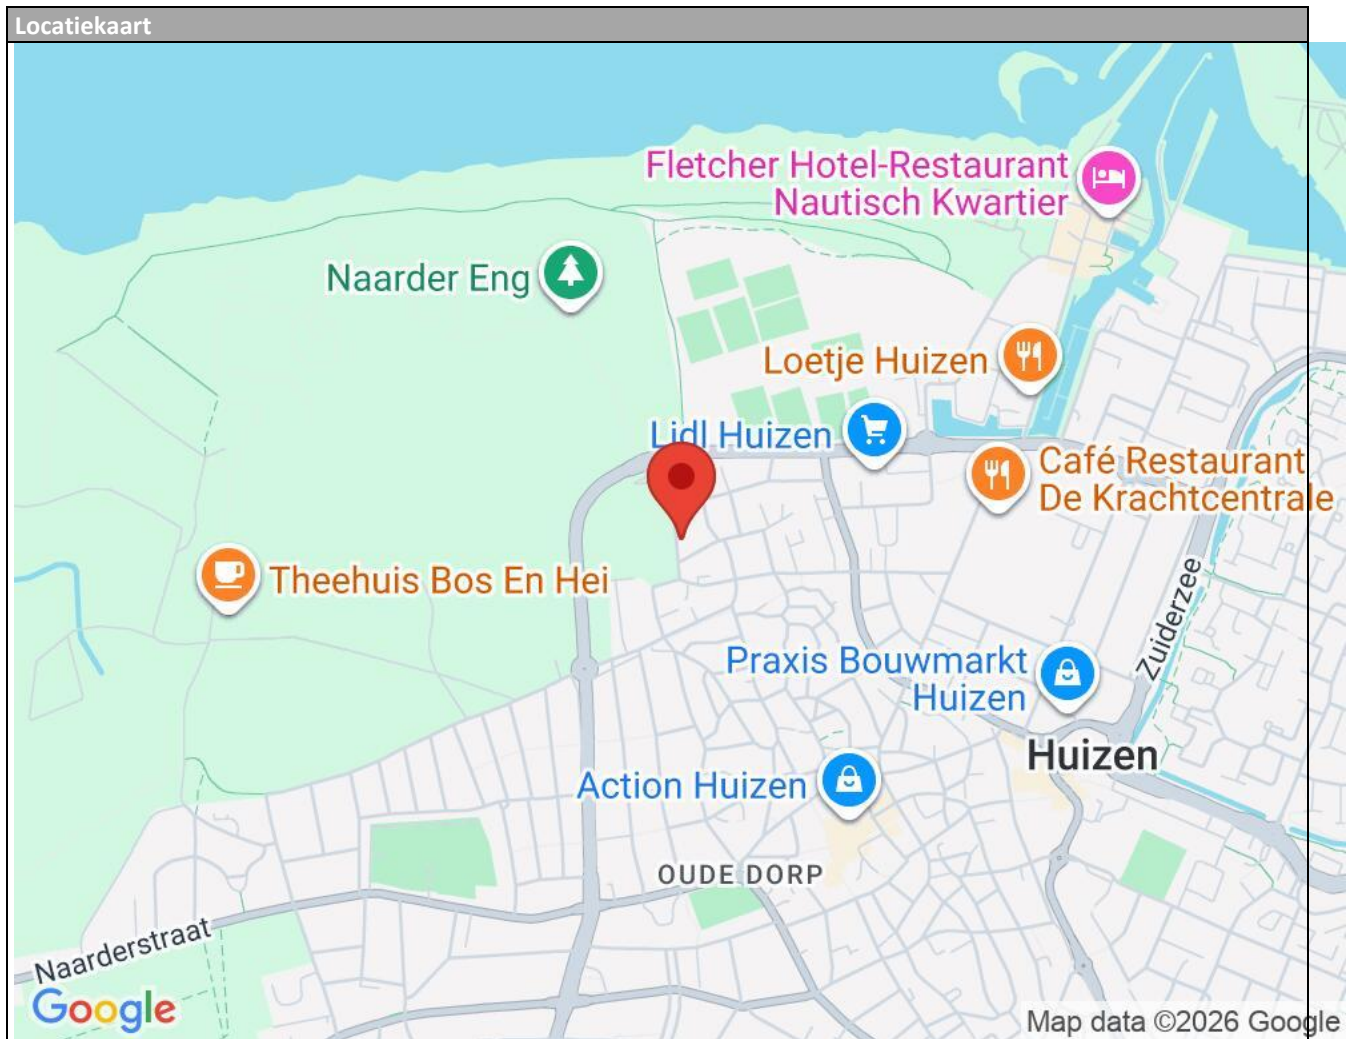 Locatiekaart
Fletcher Hotel-Restaurant
Nautisch Kwartier
Naarder Eng
Loetje Huizen
Lidl Huizen
Café Restaurant
De Krachtcentrale
Theehuis Bos En Hei
Zuiderzee
Praxis Bouwmarkt
Huizen
Huizen
Action Huizen
OUDE DORP
Naarderstraat
Google
Map data ©2026 Google